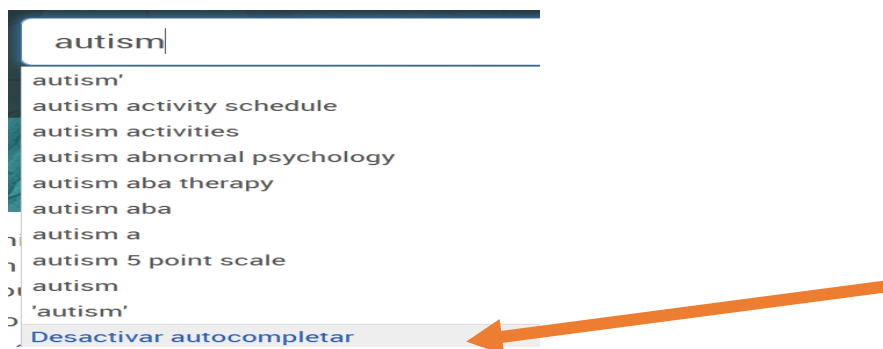 autism
autism'
autism activity schedule
autism activities
autism abnormal psychology
autism aba therapy
autism aba
autism a
autism 5 point scale
autism
'autism'
Desactivar autocompletar